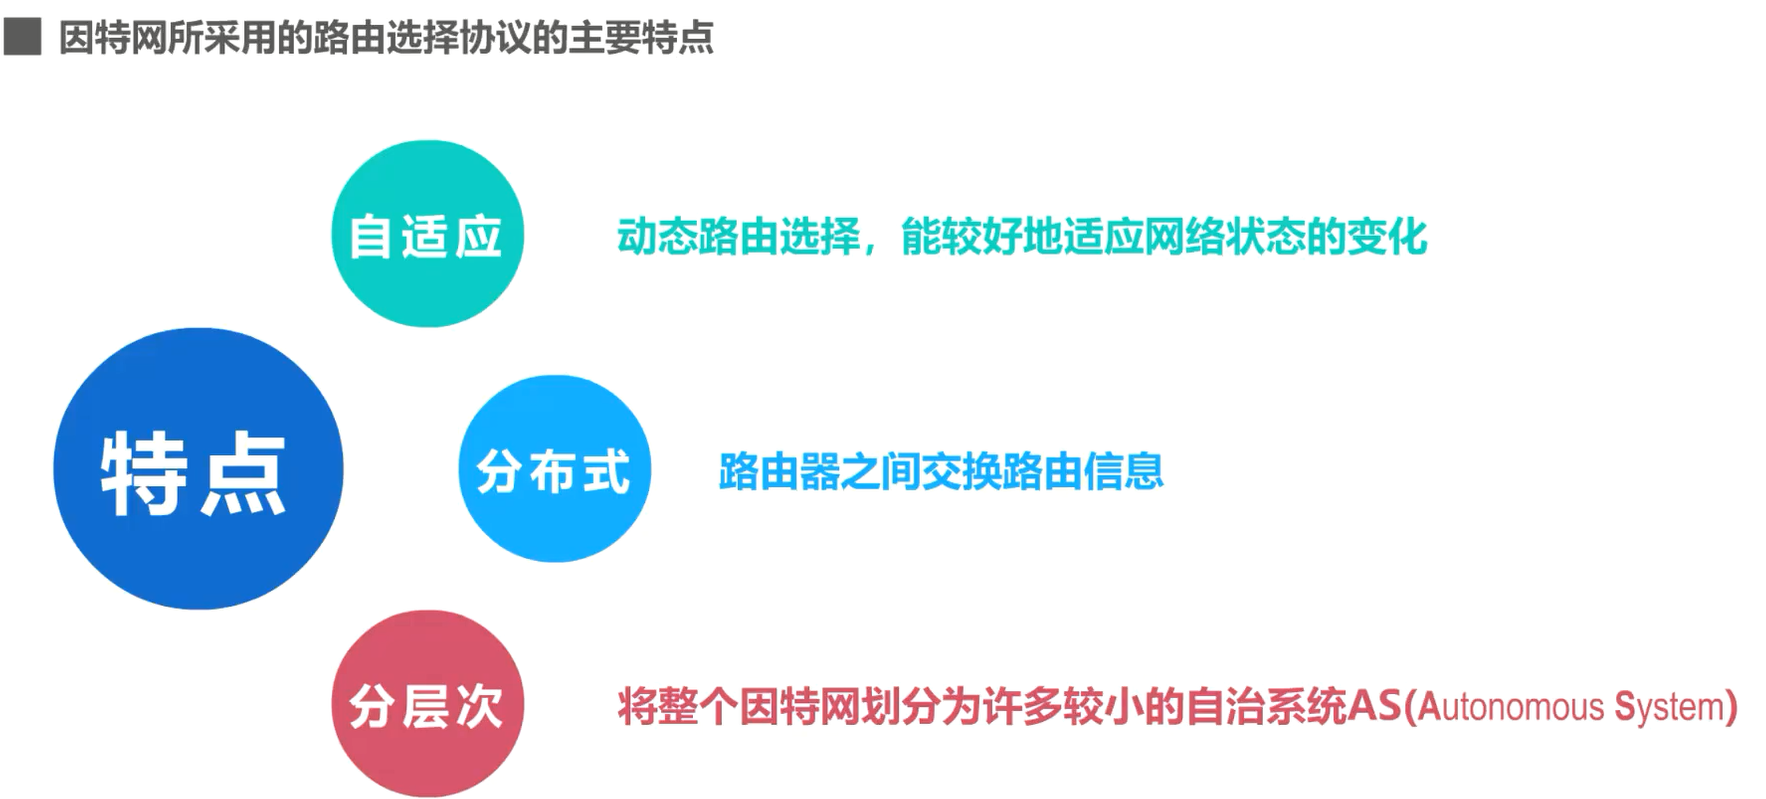 因特网所采用的路由选择协议的主要特点
自适应
动态路由选择，能较好地适应网络状态的变化
特点
分布式
路由器之间交换路由信息
分层次
将整个因特网划分为许多较小的自治系统AS(Autonomous System)